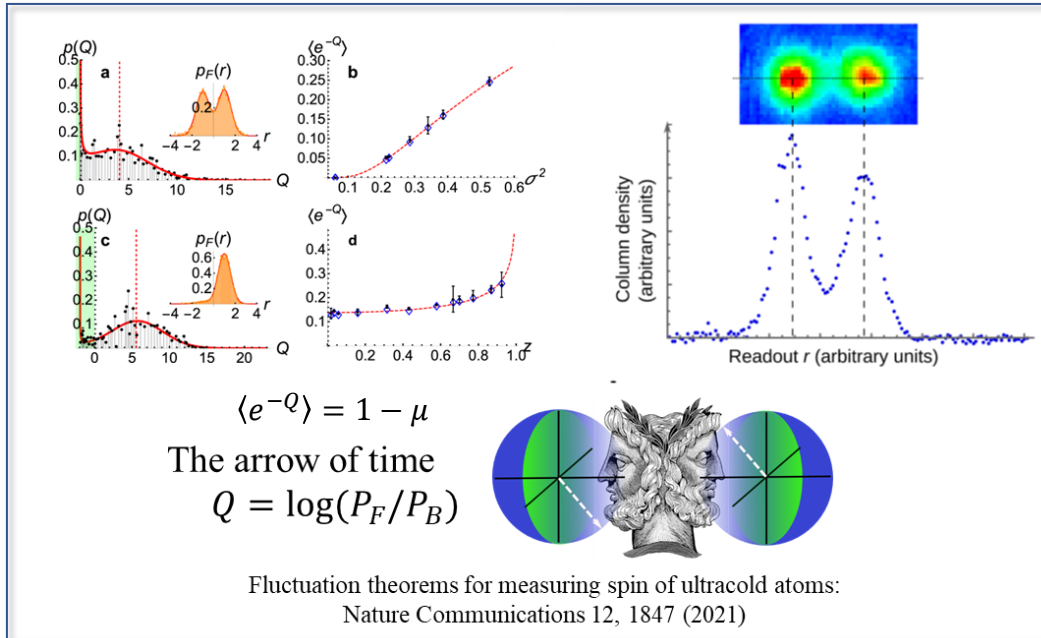 p(Q)
0.5
0.4
0.3
0.2
0.1
a
p_F(r)
0.2
-4 -2 0 2 4
r
0 5 10 15
Q
⟨e^{-Q}⟩
0.30
0.25
0.20
0.15
0.10
0.05
b
0.1 0.2 0.3 0.4 0.5 0.6
σ²
p(Q)
0.5
0.4
0.3
0.2
0.1
c
p_F(r)
0.6
0.4
0.2
-4 -2 0 2 4
r
0 5 10 15 20
Q
⟨e^{-Q}⟩
0.5
0.4
0.3
0.2
0.1
d
0.2 0.4 0.6 0.8 1.0
z
Column density
(arbitrary units)
Readout r (arbitrary units)
⟨e^{-Q}⟩ = 1 − μ
The arrow of time
Q = log(P_F/P_B)
Fluctuation theorems for measuring spin of ultracold atoms:
Nature Communications 12, 1847 (2021)